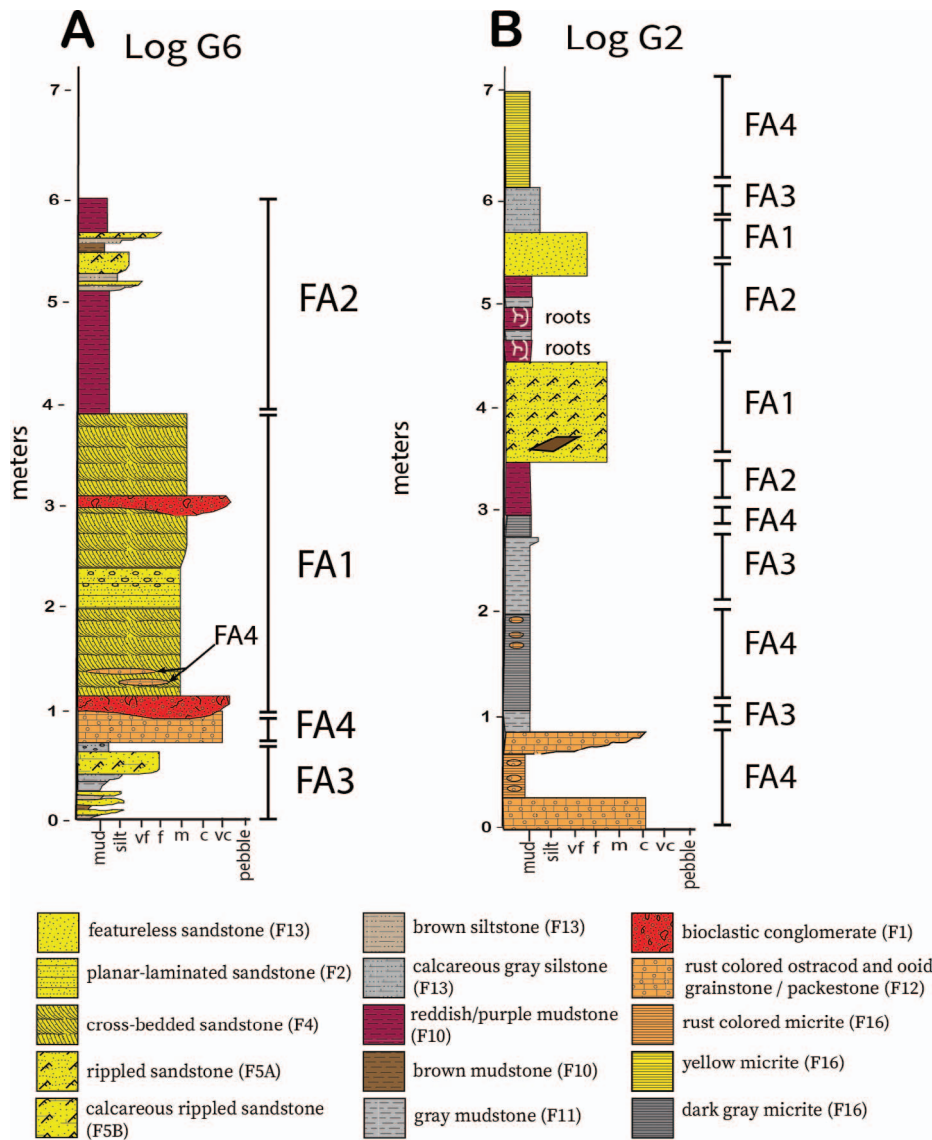 A
Log G6
7 -
6 -
5 -
4 -
3 -
2 -
1 -
0 -
meters
FA2
FA1
FA4
FA4
FA3
mud
silt
vf
f
m
c
vc
pebble
B
Log G2
7 -
6 -
5 -
4 -
3 -
2 -
1 -
0 -
meters
roots
roots
FA4
FA3
FA1
FA2
FA1
FA2
FA4
FA3
FA4
FA3
FA4
mud
silt
vf
f
m
c
vc
pebble
featureless sandstone (F13)
planar-laminated sandstone (F2)
cross-bedded sandstone (F4)
rippled sandstone (F5A)
calcareous rippled sandstone
(F5B)
brown siltstone (F13)
calcareous gray silstone
(F13)
reddish/purple mudstone
(F10)
brown mudstone (F10)
gray mudstone (F11)
bioclastic conglomerate (F1)
rust colored ostracod and ooid
grainstone / packestone (F12)
rust colored micrite (F16)
yellow micrite (F16)
dark gray micrite (F16)